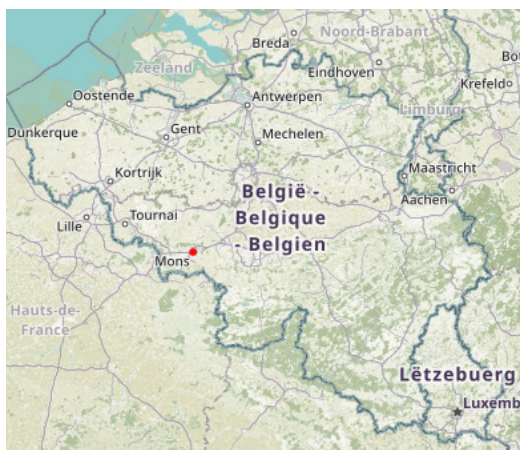 Breda
Noord-Brabant
Zeeland
Eindhoven
Krefeld
Oostende
Antwerpen
Limburg
Dunkerque
Gent
Mechelen
Maastricht
Kortrijk
Aachen
België -
Belgique
- Belgien
Tournai
Lille
Mons
Hauts-de-
France
Lëtzebuerg
Luxemb